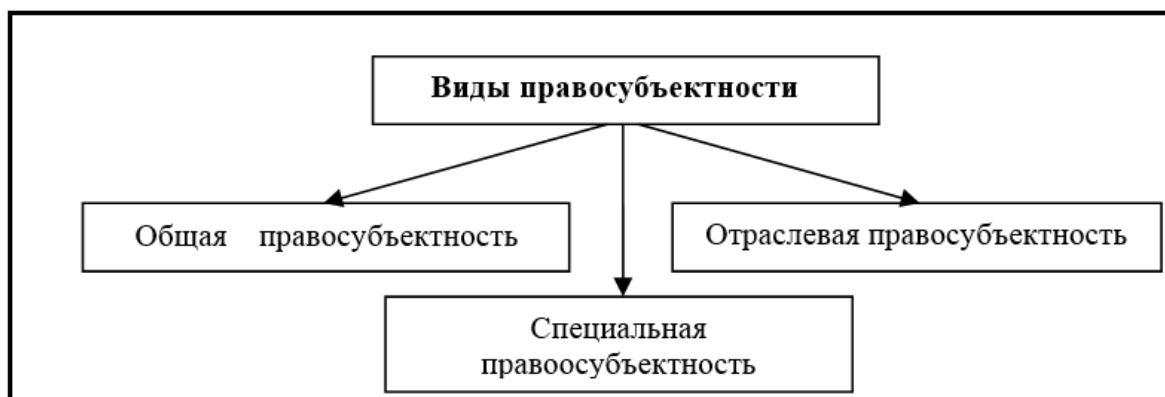 Виды правосубъектности
Общая правосубъектность
Отраслевая правосубъектность
Специальная
правоосубъектность